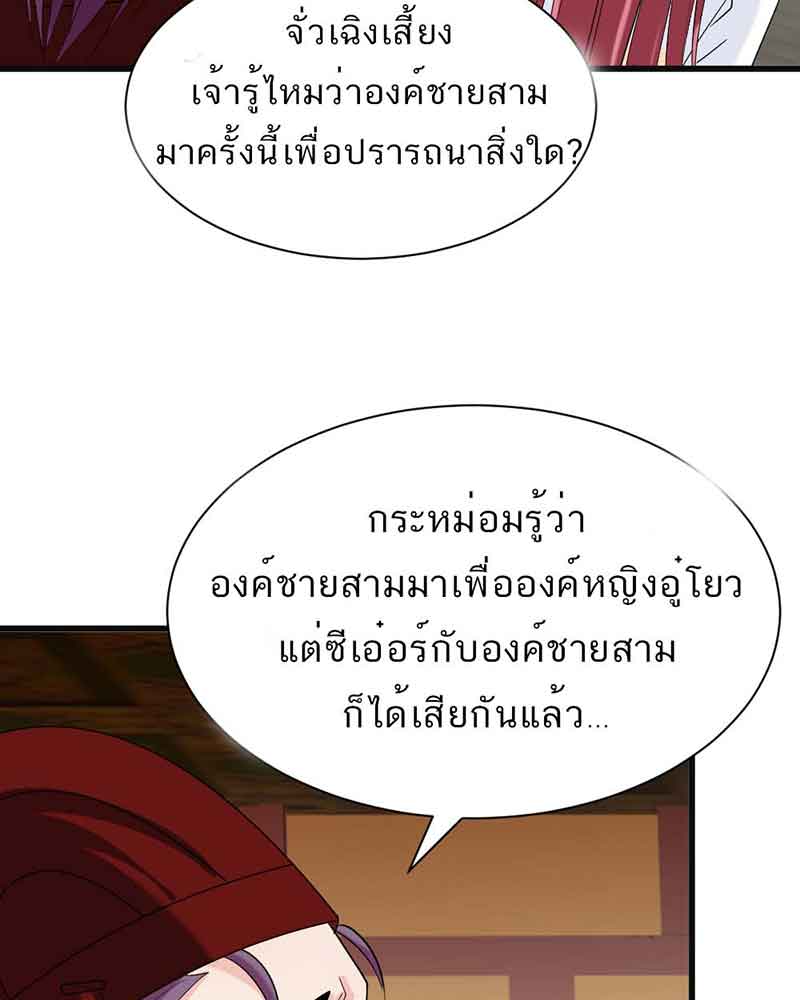 จั่วเฉิงเสี้ยง
เจ้ารู้ไหมว่าองค์ชายสาม
มาครั้งนี้เพื่อปรารถนาสิ่งใด?
กระหม่อมรู้ว่า
องค์ชายสามมาเพื่อองค์หญิงอู๋โยว
แต่ซีเอ๋อร์กับองค์ชายสาม
ก็ได้เสียกันแล้ว...